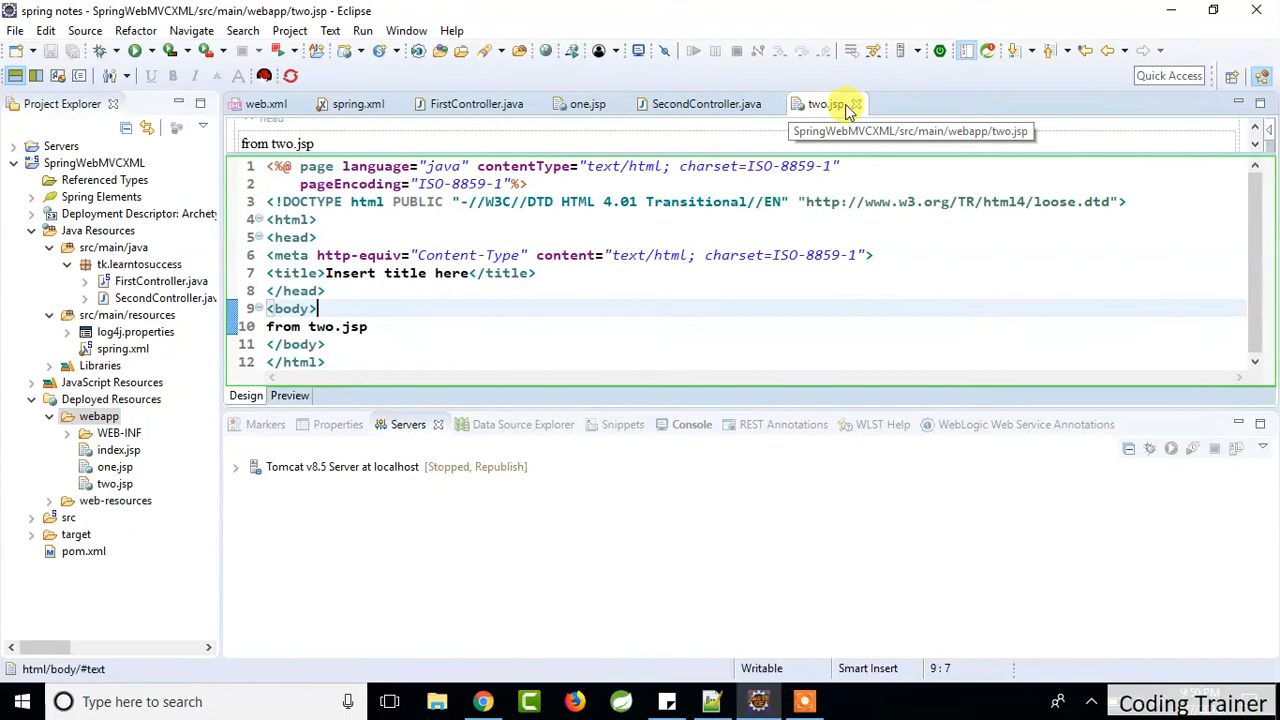 spring notes - SpringWebMVCXML/src/main/webapp/two.jsp - Eclipse
File Edit Source Refactor Navigate Search Project Text Run Window Help
Quick Access
Project Explorer
web.xml spring.xml FirstController.java one.jsp SecondController.java two.jsp
SpringWebMVCXML/src/main/webapp/two.jsp
from two.jsp
Servers
SpringWebMVCXML
Referenced Types
Spring Elements
Deployment Descriptor: Archety
Java Resources
src/main/java
tk.learntosuccess
FirstController.java
SecondController.jav
src/main/resources
log4j.properties
spring.xml
Libraries
JavaScript Resources
Deployed Resources
webapp
WEB-INF
index.jsp
one.jsp
two.jsp
web-resources
src
target
pom.xml
1 <%@ page language="java" contentType="text/html; charset=ISO-8859-1"
2 pageEncoding="ISO-8859-1"%>
3 <!DOCTYPE html PUBLIC "-//W3C//DTD HTML 4.01 Transitional//EN" "http://www.w3.org/TR/html4/loose.dtd">
4 <html>
5 <head>
6 <meta http-equiv="Content-Type" content="text/html; charset=ISO-8859-1">
7 <title>Insert title here</title>
8 </head>
9 <body>
10 from two.jsp
11 </body>
12 </html>
Design Preview
Markers Properties Servers Data Source Explorer Snippets Console REST Annotations WLST Help WebLogic Web Service Annotations
Tomcat v8.5 Server at localhost [Stopped, Republish]
html/body/#text
Writable Smart Insert 9 : 7
Type here to search
Coding Trainer